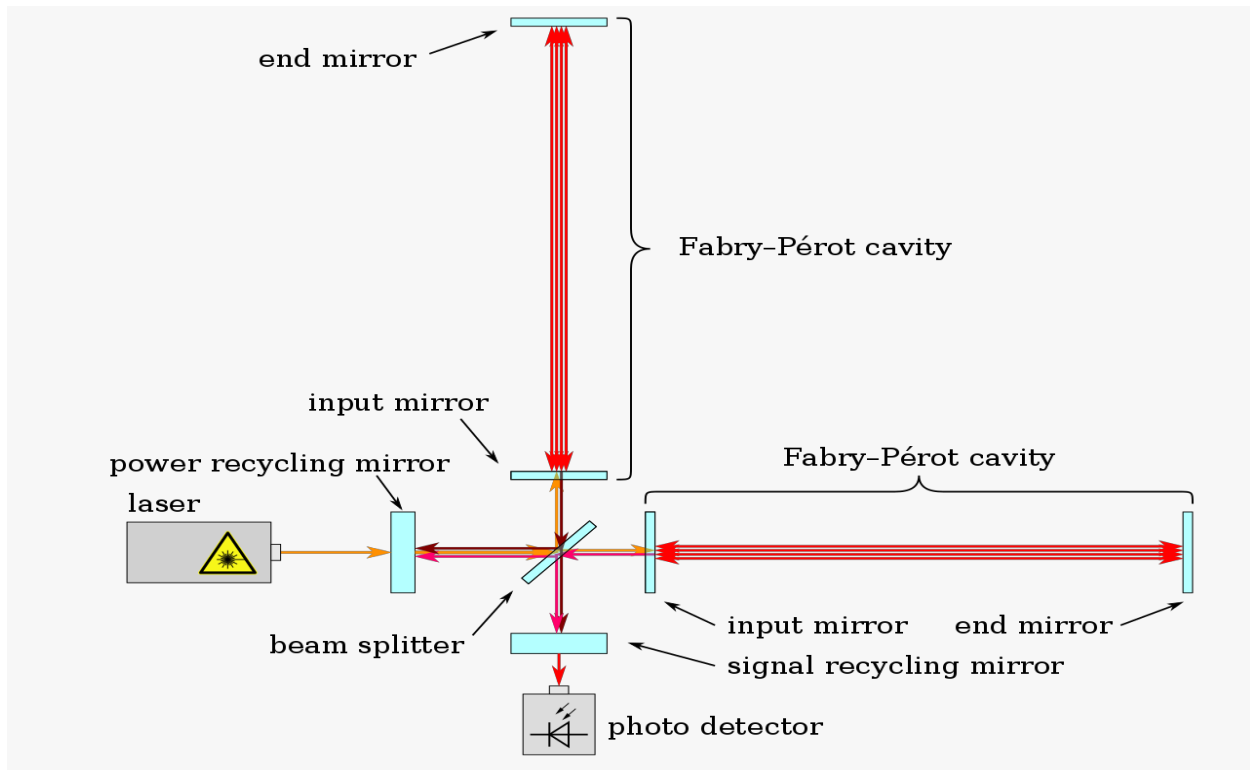 end mirror
Fabry–Pérot cavity
input mirror
power recycling mirror
Fabry–Pérot cavity
laser
input mirror
end mirror
beam splitter
signal recycling mirror
photo detector